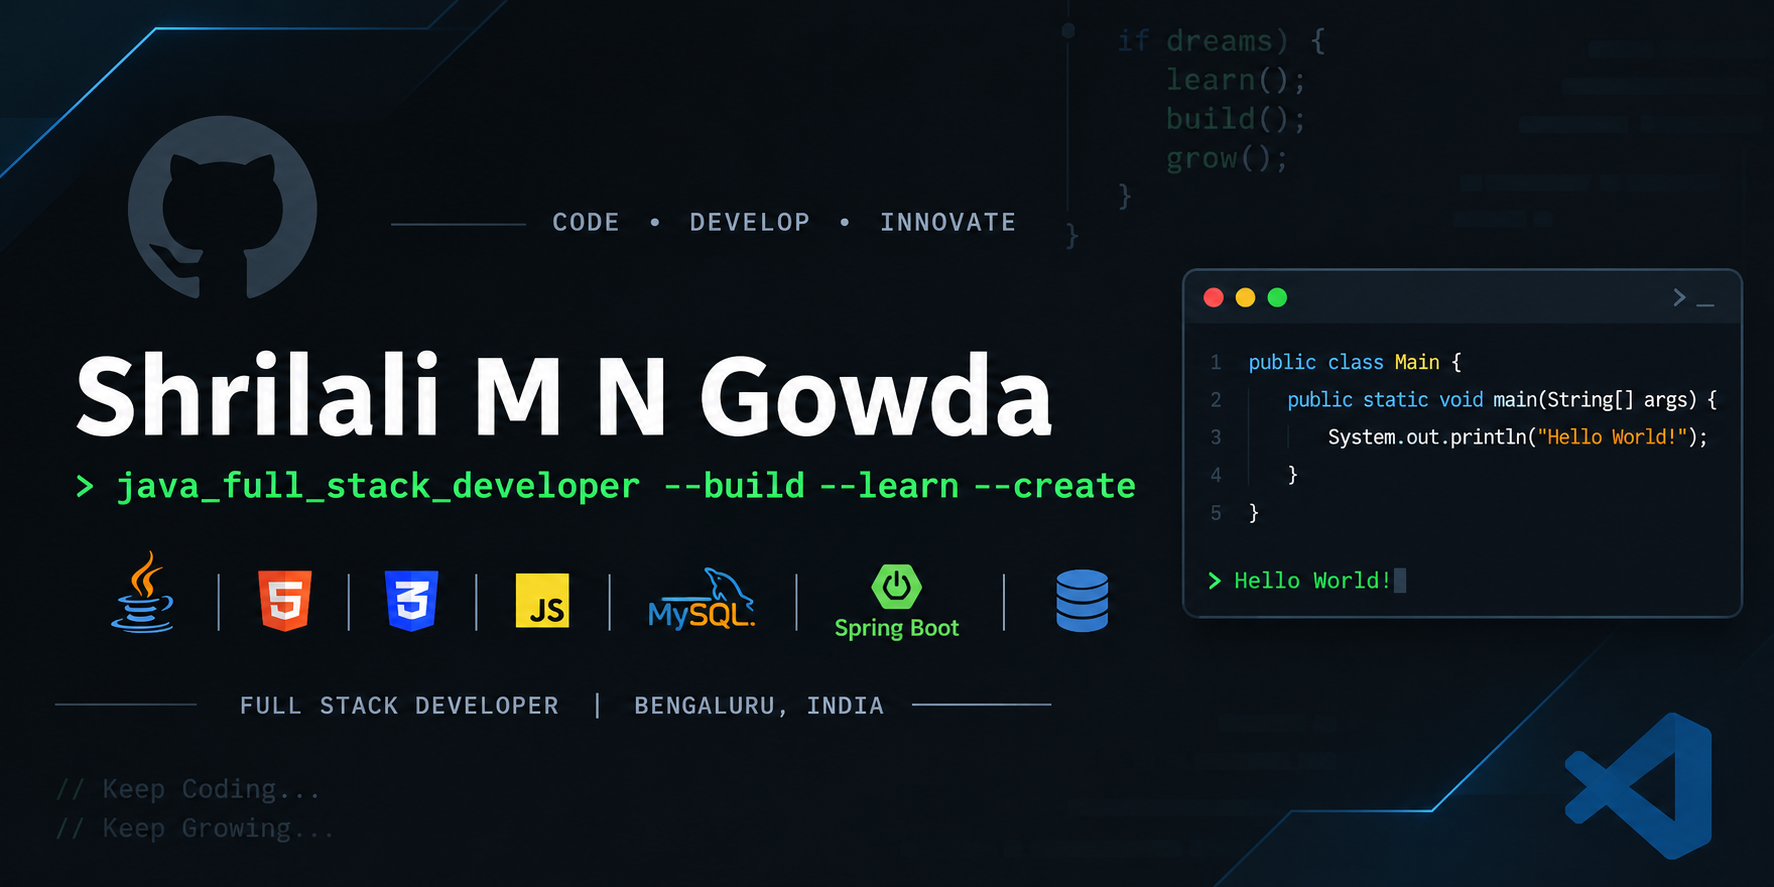 if dreams) {
learn();
build();
grow();
}
}
CODE • DEVELOP • INNOVATE
Shrilali M N Gowda
> java_full_stack_developer --build --learn --create
JS
MySQL.
Spring Boot
FULL STACK DEVELOPER | BENGALURU, INDIA
// Keep Coding...
// Keep Growing...
>_
1 public class Main {
2 public static void main(String[] args) {
3 System.out.println("Hello World!");
4 }
5 }
> Hello World!